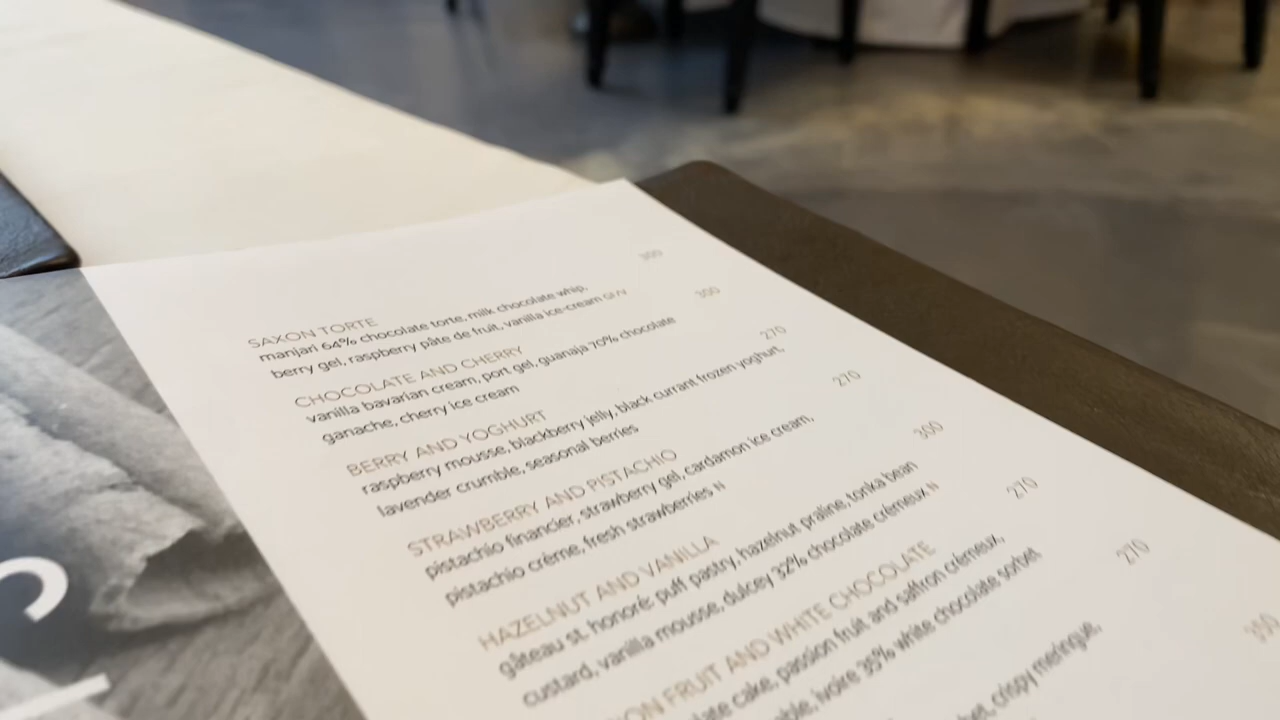 300
SAXON TORTE
manjari 64% chocolate torte, milk chocolate whip,
berry gel, raspberry pâte de fruit, vanilla ice-cream
300
CHOCOLATE AND CHERRY
vanilla bavarian cream, port gel, guanaja 70% chocolate
ganache, cherry ice cream
270
BERRY AND YOGHURT
raspberry mousse, blackberry jelly, black currant frozen yoghurt,
lavender crumble, seasonal berries
270
STRAWBERRY AND PISTACHIO
pistachio financier, strawberry gel, cardamon ice cream,
pistachio crème, fresh strawberries N
300
HAZELNUT AND VANILLA
gâteau st. honoré: puff pastry, hazelnut praline, tonka bean
custard, vanilla mousse, dulcey 32% chocolate crémeux N
270
FRUIT AND WHITE CHOCOLATE
cake, passion fruit and saffron crémeux,
ivoire 35% white chocolate sorbet
270
crispy meringue,